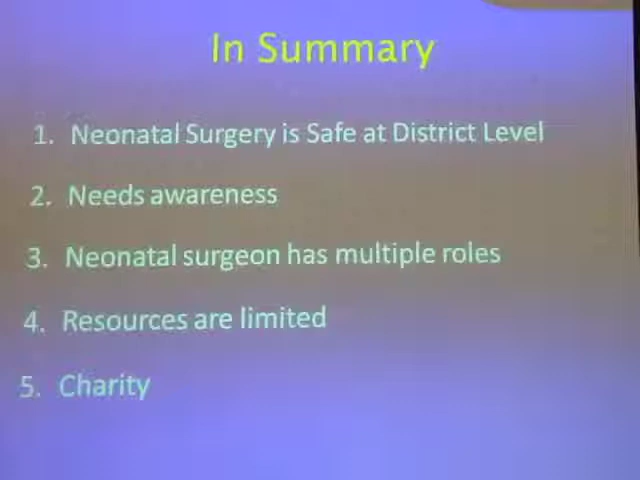 In Summary
1. Neonatal Surgery is Safe at District Level
2. Needs awareness
3. Neonatal surgeon has multiple roles
4. Resources are limited
5. Charity